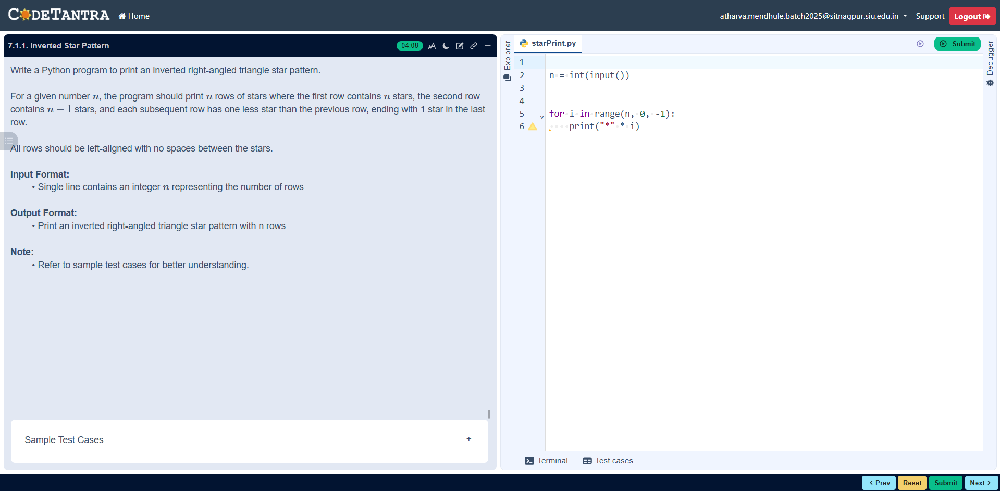 CODETANTRA
Home
atharva.mendhule.batch2025@sitnagpur.siu.edu.in
Support
Logout
7.1.1. Inverted Star Pattern
04:08
AA
Write a Python program to print an inverted right-angled triangle star pattern.
For a given number n, the program should print n rows of stars where the first row contains n stars, the second row
contains n − 1 stars, and each subsequent row has one less star than the previous row, ending with 1 star in the last
row.
All rows should be left-aligned with no spaces between the stars.
Input Format:
• Single line contains an integer n representing the number of rows
Output Format:
• Print an inverted right-angled triangle star pattern with n rows
Note:
• Refer to sample test cases for better understanding.
Sample Test Cases
+
Explorer
starPrint.py
Submit
Debugger
1
2 n = int(input())
3
4
5 for i in range(n, 0, -1):
6 print("*" * i)
Terminal
Test cases
Prev
Reset
Submit
Next